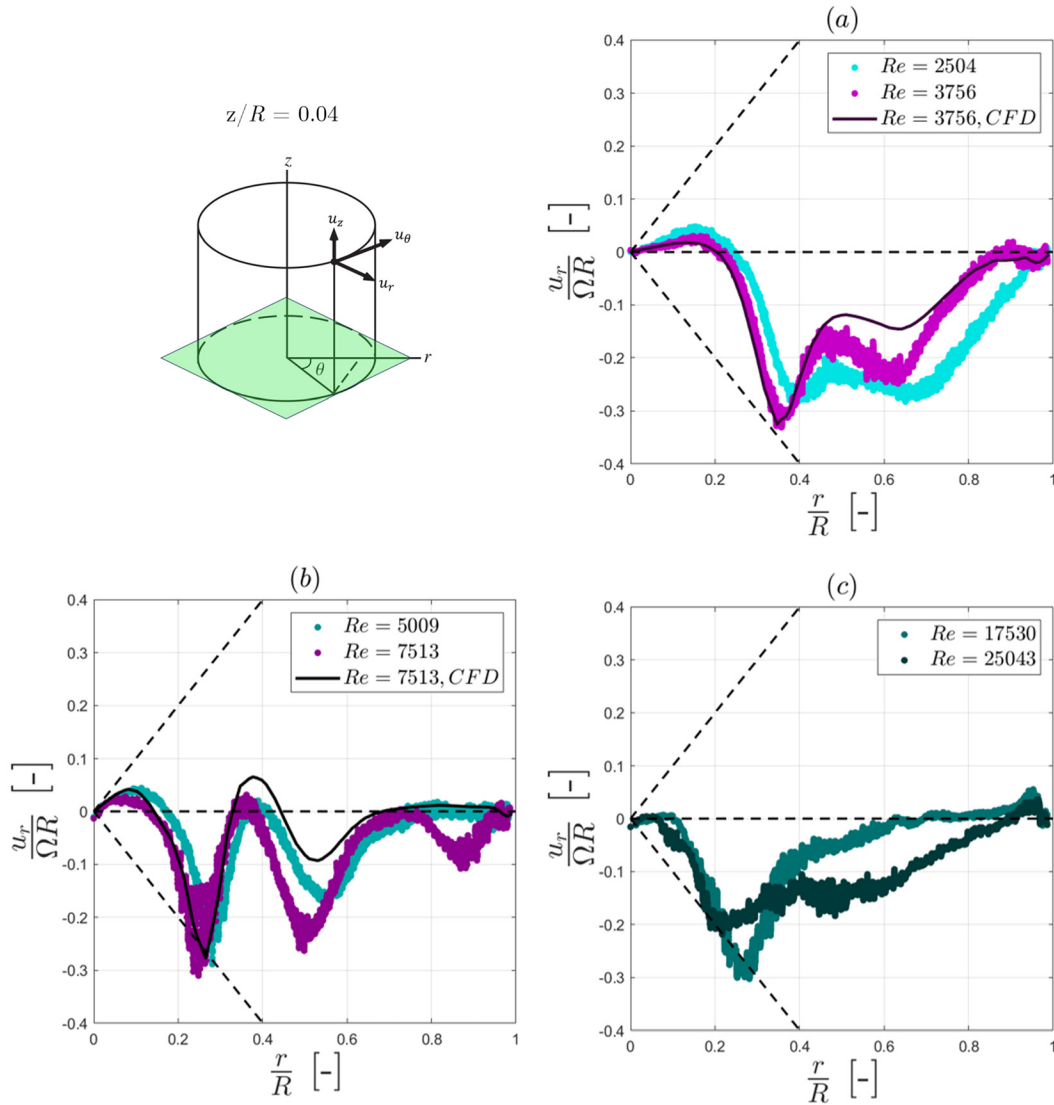 z/R = 0.04
z
u_z
u_θ
u_r
r
θ
(a)
Re = 2504
Re = 3756
Re = 3756, CFD
0.4
0.3
0.2
0.1
0
-0.1
-0.2
-0.3
-0.4
u_r/ΩR [-]
0 0.2 0.4 0.6 0.8 1
r/R [-]
(b)
Re = 5009
Re = 7513
Re = 7513, CFD
0.4
0.3
0.2
0.1
0
-0.1
-0.2
-0.3
-0.4
u_r/ΩR [-]
0 0.2 0.4 0.6 0.8 1
r/R [-]
(c)
Re = 17530
Re = 25043
0.4
0.3
0.2
0.1
0
-0.1
-0.2
-0.3
-0.4
u_r/ΩR [-]
0 0.2 0.4 0.6 0.8 1
r/R [-]